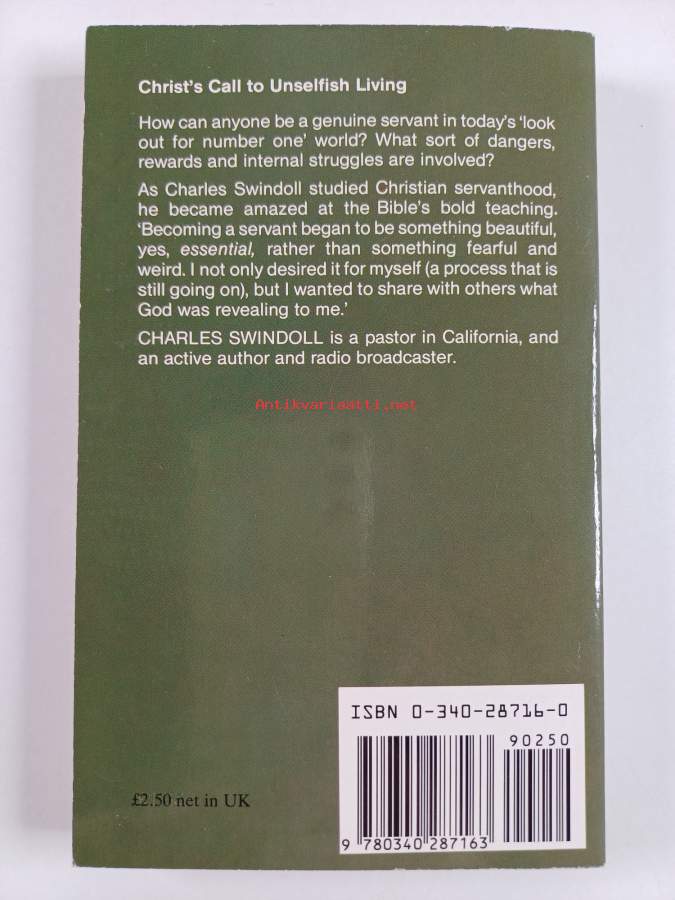 Christ's Call to Unselfish Living
How can anyone be a genuine servant in today's 'look
out for number one' world? What sort of dangers,
rewards and internal struggles are involved?
As Charles Swindoll studied Christian servanthood,
he became amazed at the Bible's bold teaching.
'Becoming a servant began to be something beautiful,
yes, essential, rather than something fearful and
weird. I not only desired it for myself (a process that is
still going on), but I wanted to share with others what
God was revealing to me.'
CHARLES SWINDOLL is a pastor in California, and
an active author and radio broadcaster.
Antikvariaatti.net
ISBN 0-340-28716-0
90250
£2.50 net in UK
9 780340 287163